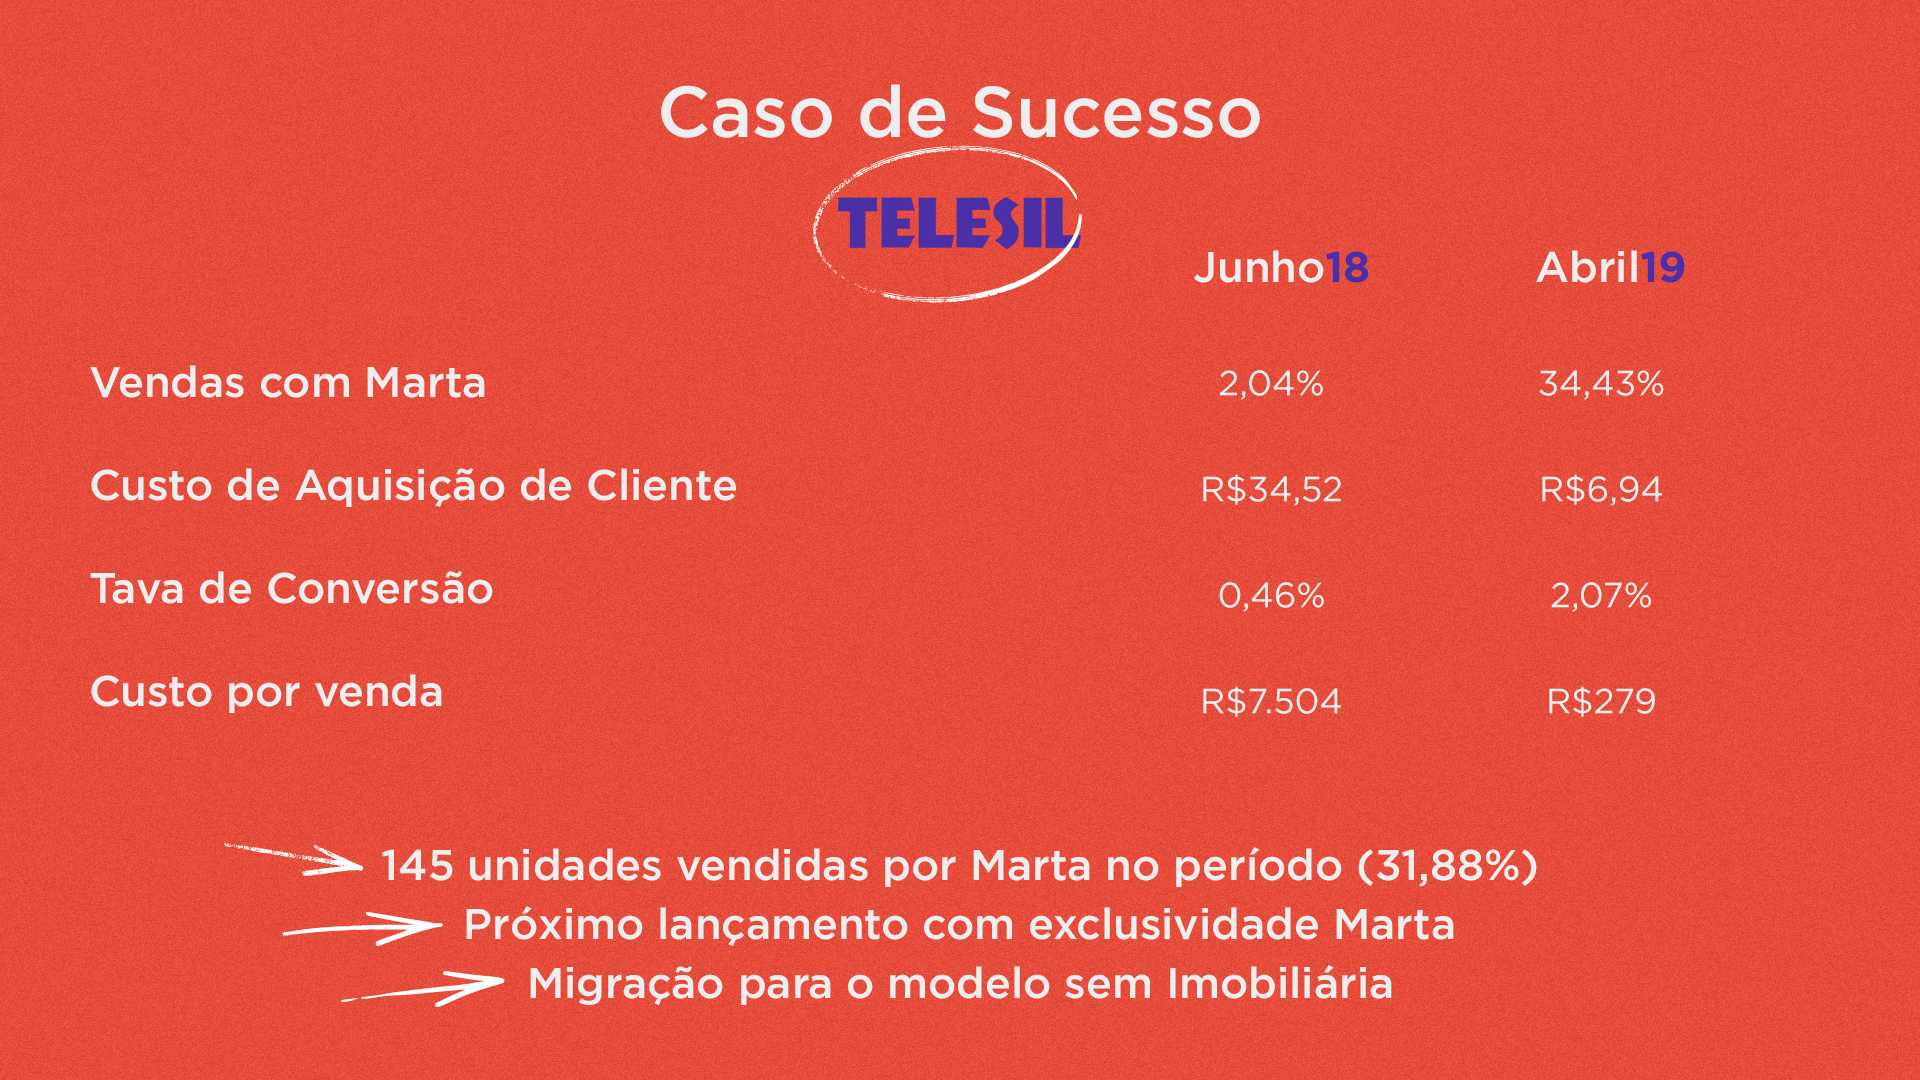 Caso de Sucesso
TELESIL
Junho18 Abril19
Vendas com Marta 2,04% 34,43%
Custo de Aquisição de Cliente R$34,52 R$6,94
Tava de Conversão 0,46% 2,07%
Custo por venda R$7.504 R$279
145 unidades vendidas por Marta no período (31,88%)
Próximo lançamento com exclusividade Marta
Migração para o modelo sem Imobiliária